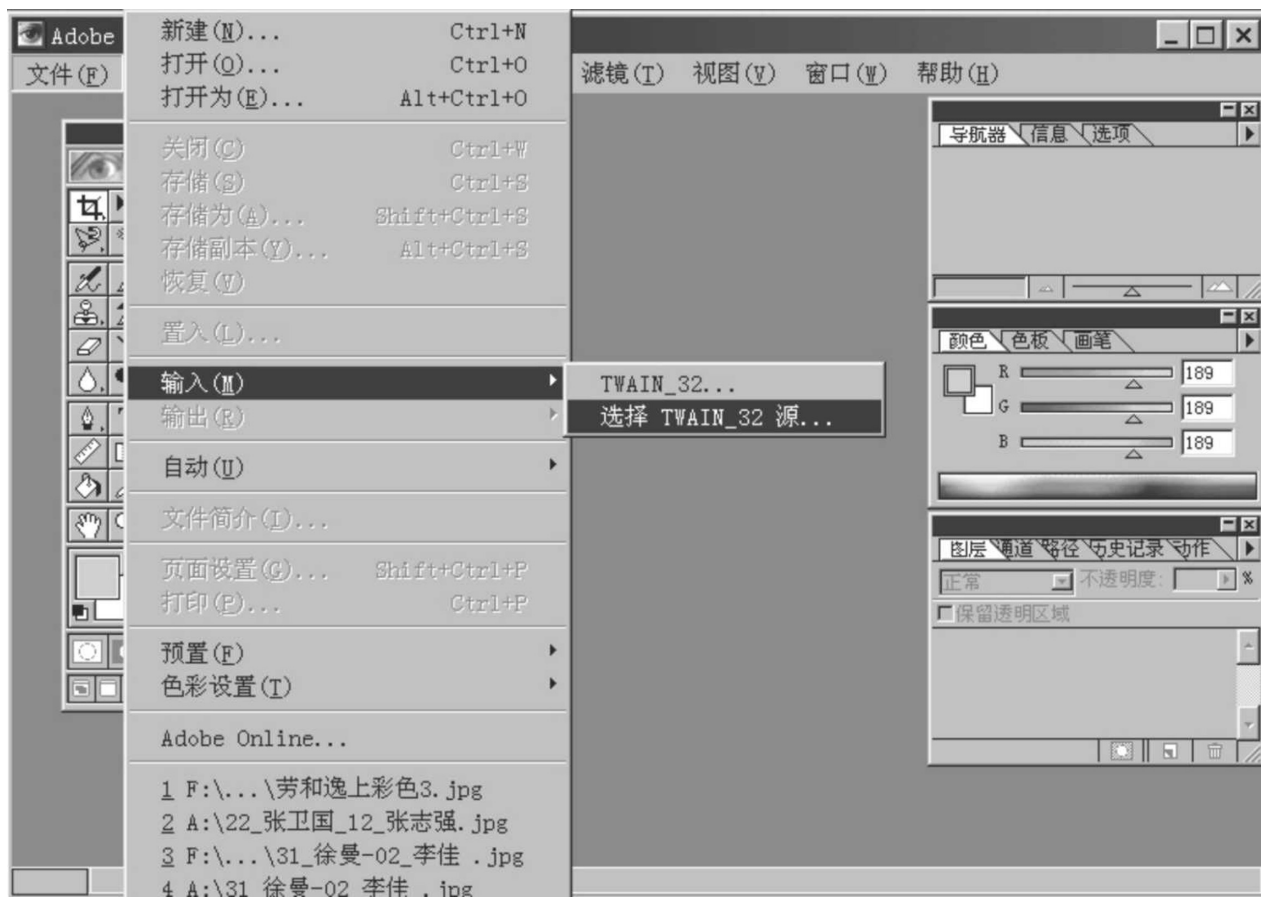 Adobe
文件(F) 滤镜(T) 视图(V) 窗口(W) 帮助(H)
新建(N)... Ctrl+N
打开(O)... Ctrl+O
打开为(E)... Alt+Ctrl+O
关闭(C) Ctrl+W
存储(S) Ctrl+S
存储为(A)... Shift+Ctrl+S
存储副本(Y)... Alt+Ctrl+S
恢复(V)
置入(L)...
输入(M)
输出(R)
自动(U)
文件简介(I)...
页面设置(G)... Shift+Ctrl+P
打印(P)... Ctrl+P
预置(F)
色彩设置(T)
Adobe Online...
1 F:\...\劳和逸上彩色3.jpg
2 A:\22_张卫国_12_张志强.jpg
3 F:\...\31_徐曼-02_李佳 .jpg
4 A:\31_徐曼-02_李佳 .jpg
TWAIN_32...
选择 TWAIN_32 源...
导航器 信息 选项
颜色 色板 画笔
R 189
G 189
B 189
图层 通道 路径 历史记录 动作
正常 不透明度: %
保留透明区域